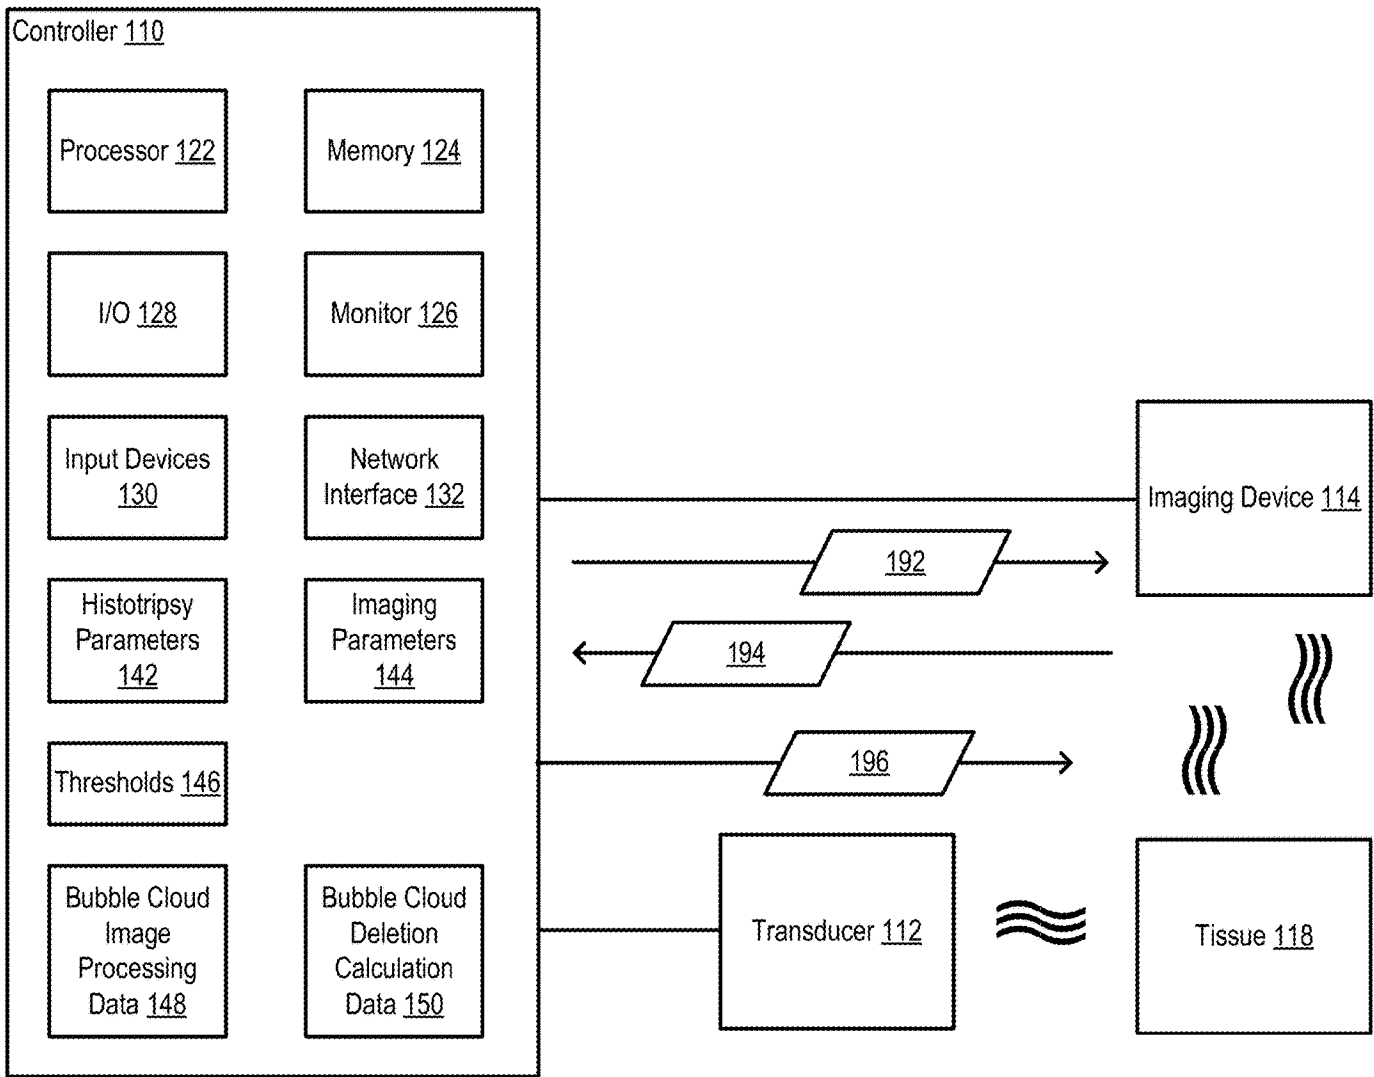 Controller 110
Processor 122
Memory 124
I/O 128
Monitor 126
Input Devices
130
Network
Interface 132
Imaging Device 114
192
Histotripsy
Parameters
142
Imaging
Parameters
144
194
Thresholds 146
196
Bubble Cloud
Image
Processing
Data 148
Bubble Cloud
Deletion
Calculation
Data 150
Transducer 112
Tissue 118